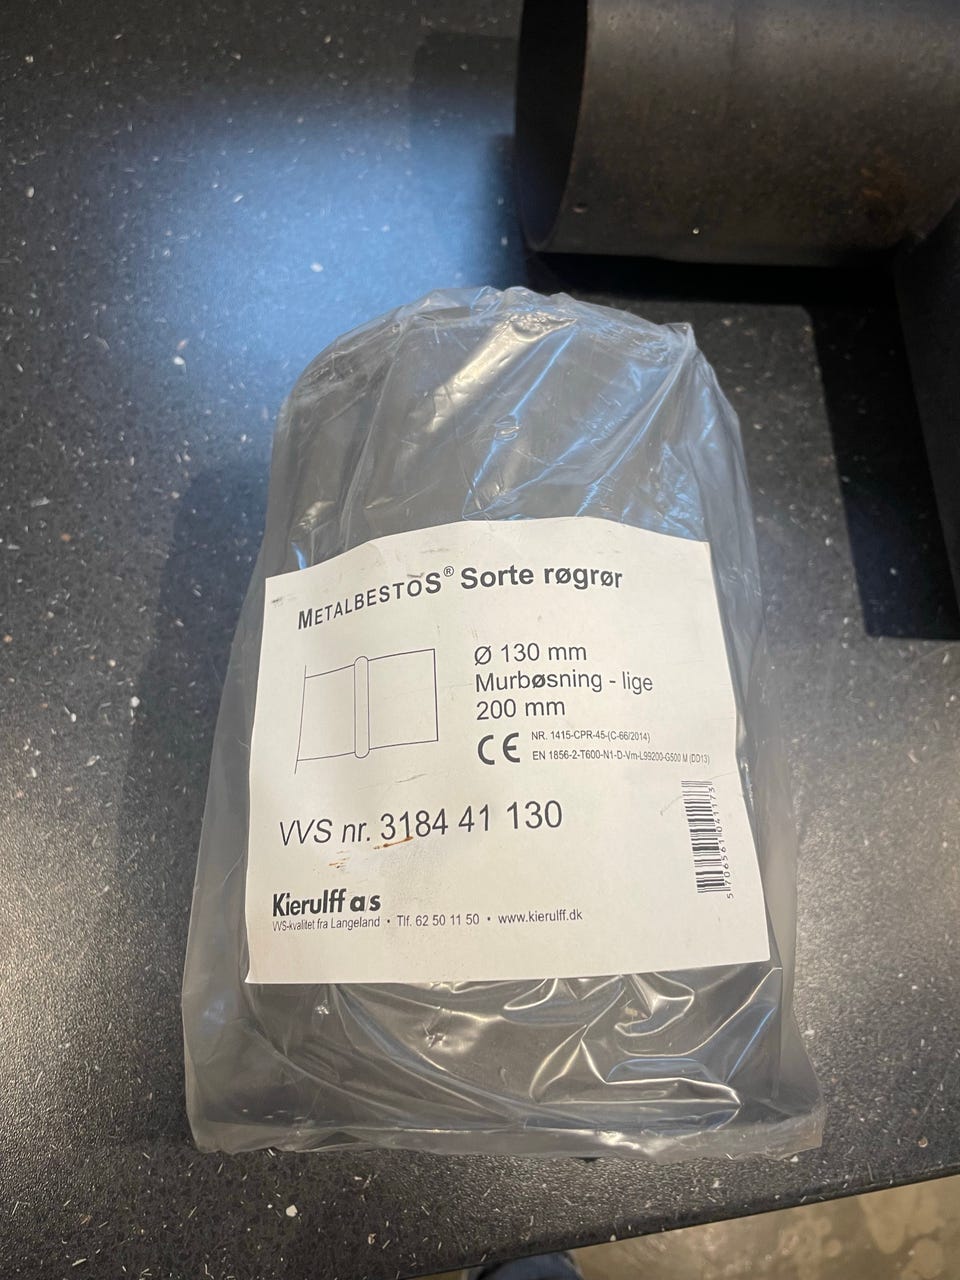 METALBESTOS® Sorte røgrør
Ø 130 mm
Murbøsning - lige
200 mm
CE NR. 1415-CPR-45-(C-66/2014)
EN 1856-2-T600-N1-D-Vm-L99200-G500 M (DD13)
VVS nr. 3184 41 130
5706561041173
Kierulff a/s
VVS-kvalitet fra Langeland • Tlf. 62 50 11 50 • www.kierulff.dk